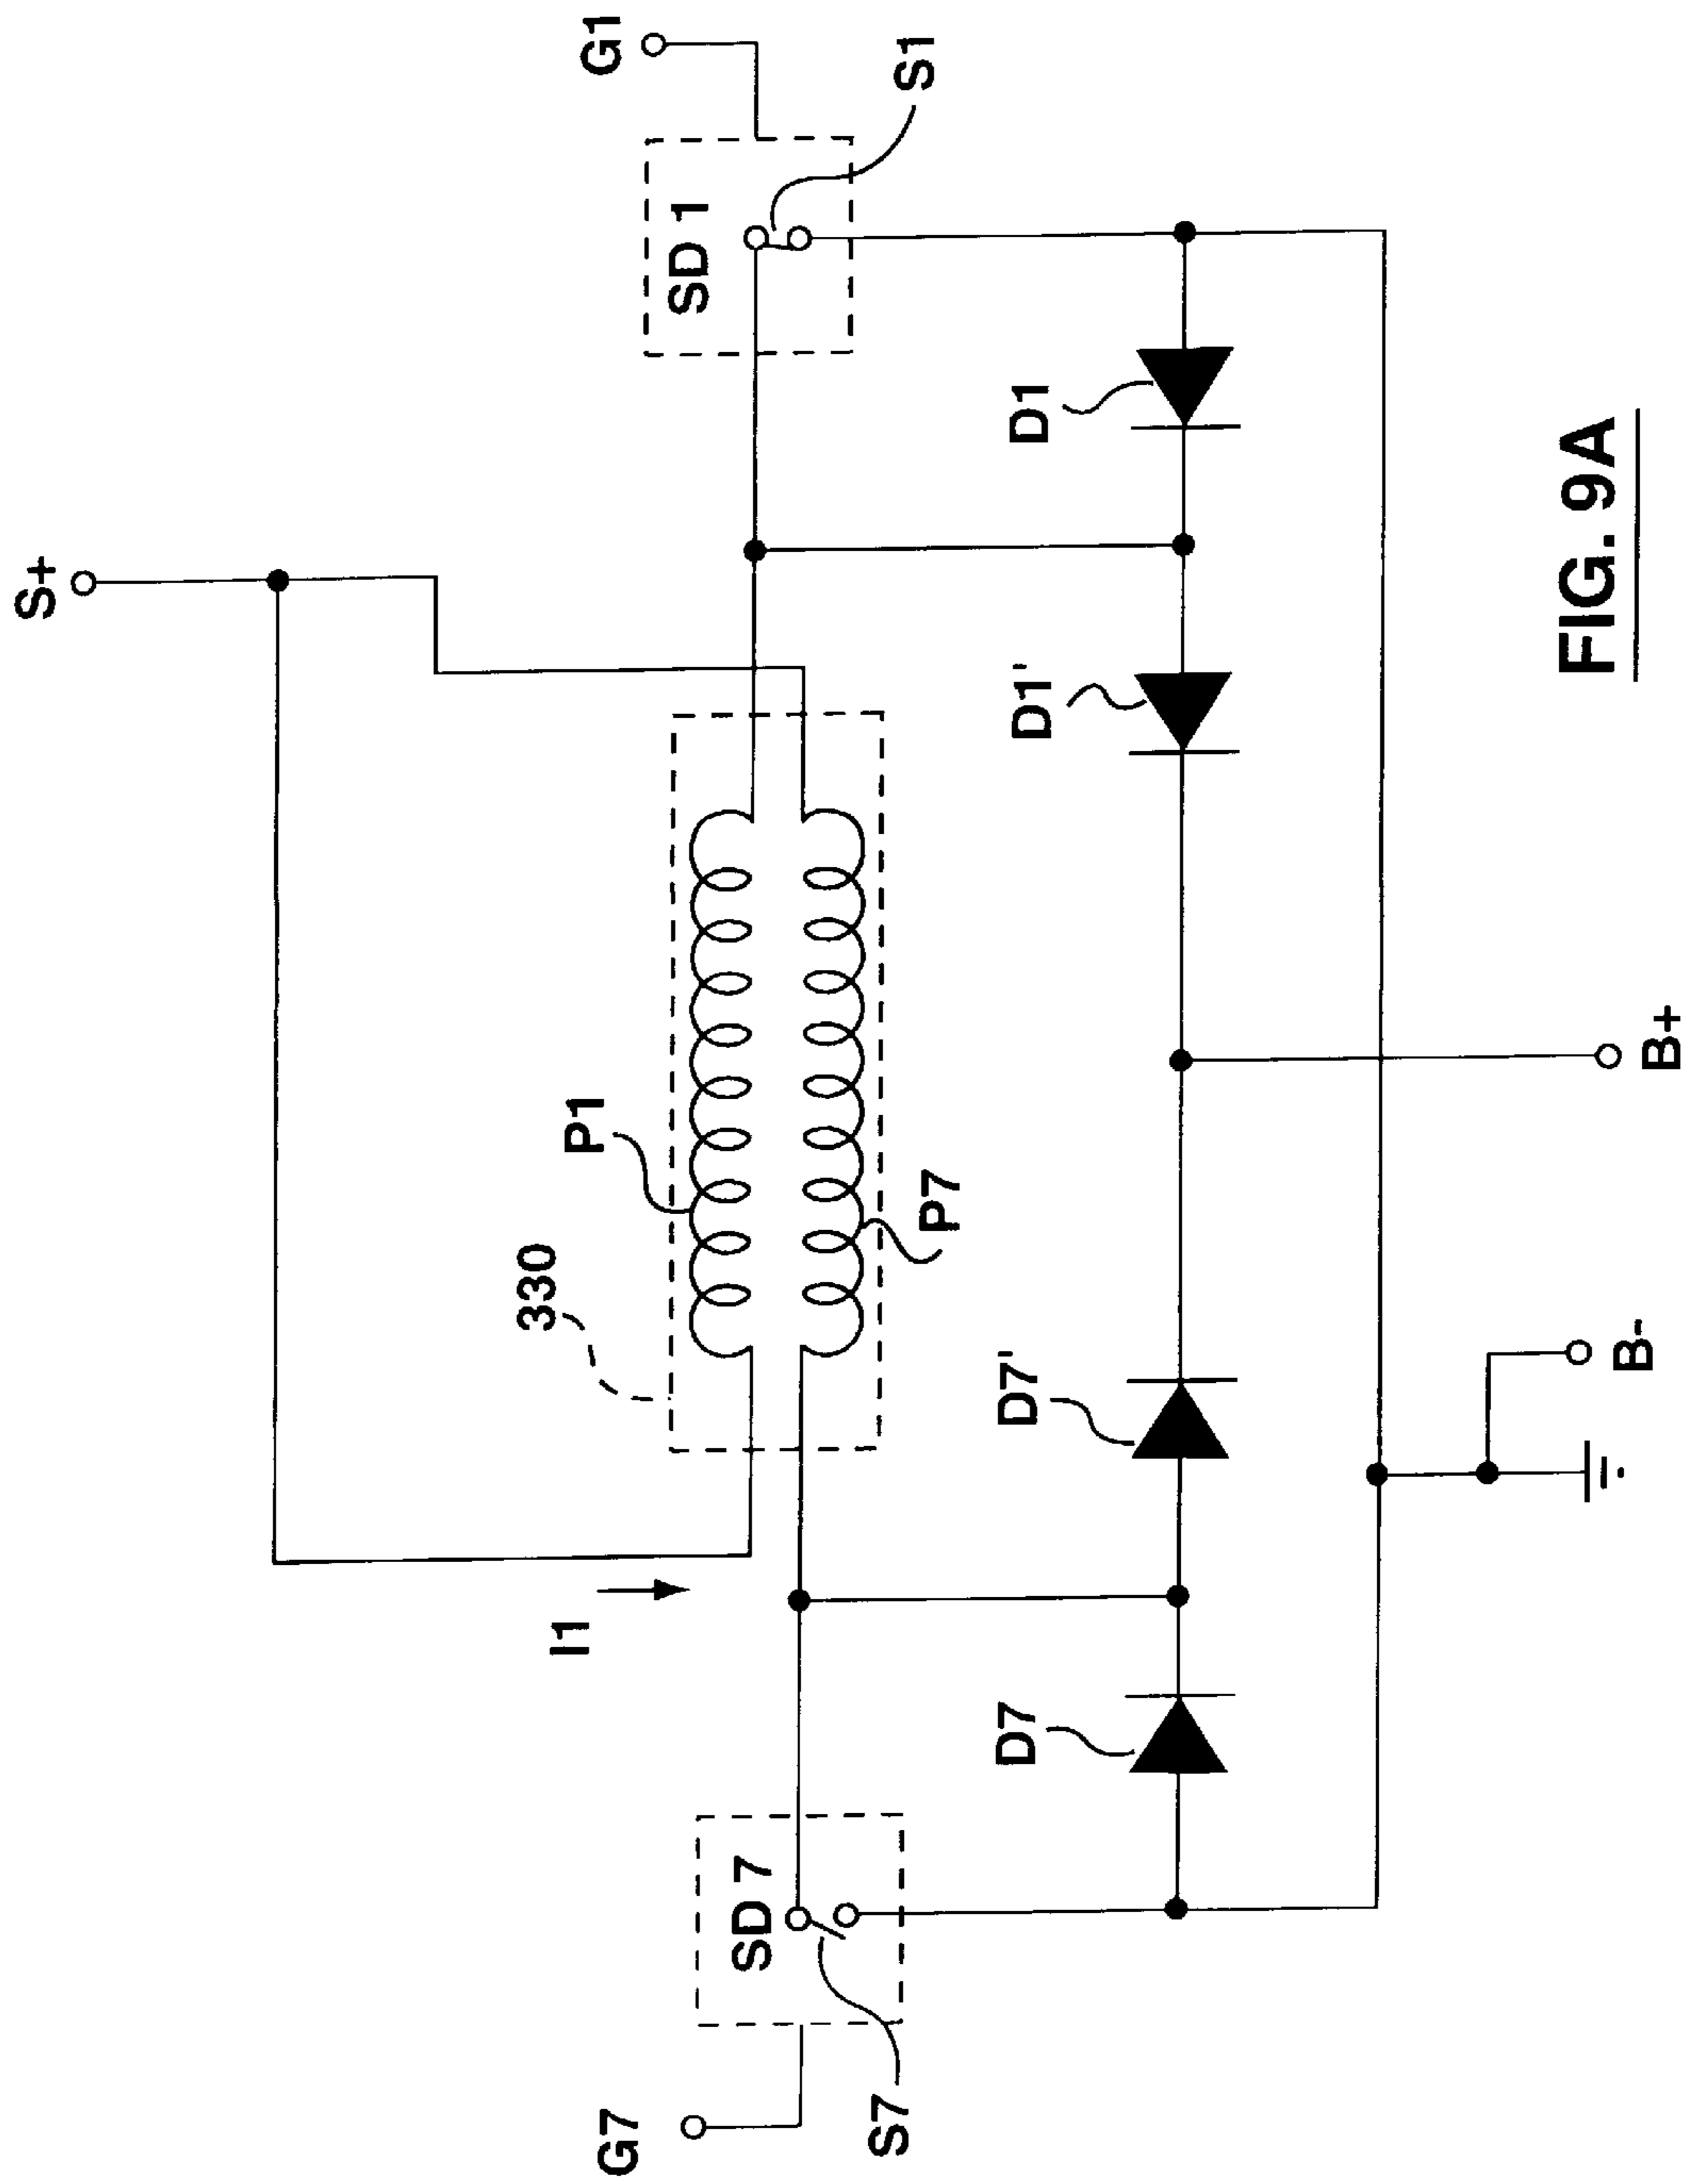 S+
G1
SD 1
S1
330
P1
P7
I1
G7
SD 7
S7
D7
D7'
D1'
D1
B-
B+
FIG. 9A